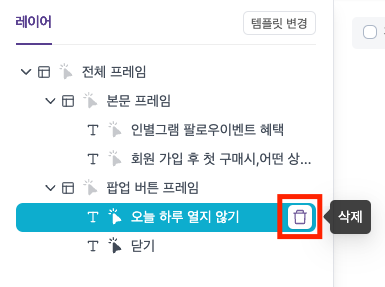 레이어
템플릿 변경
전체 프레임
본문 프레임
T 인별그램 팔로우이벤트 혜택
T 회원 가입 후 첫 구매시,어떤 상...
팝업 버튼 프레임
T 오늘 하루 열지 않기
삭제
T 닫기